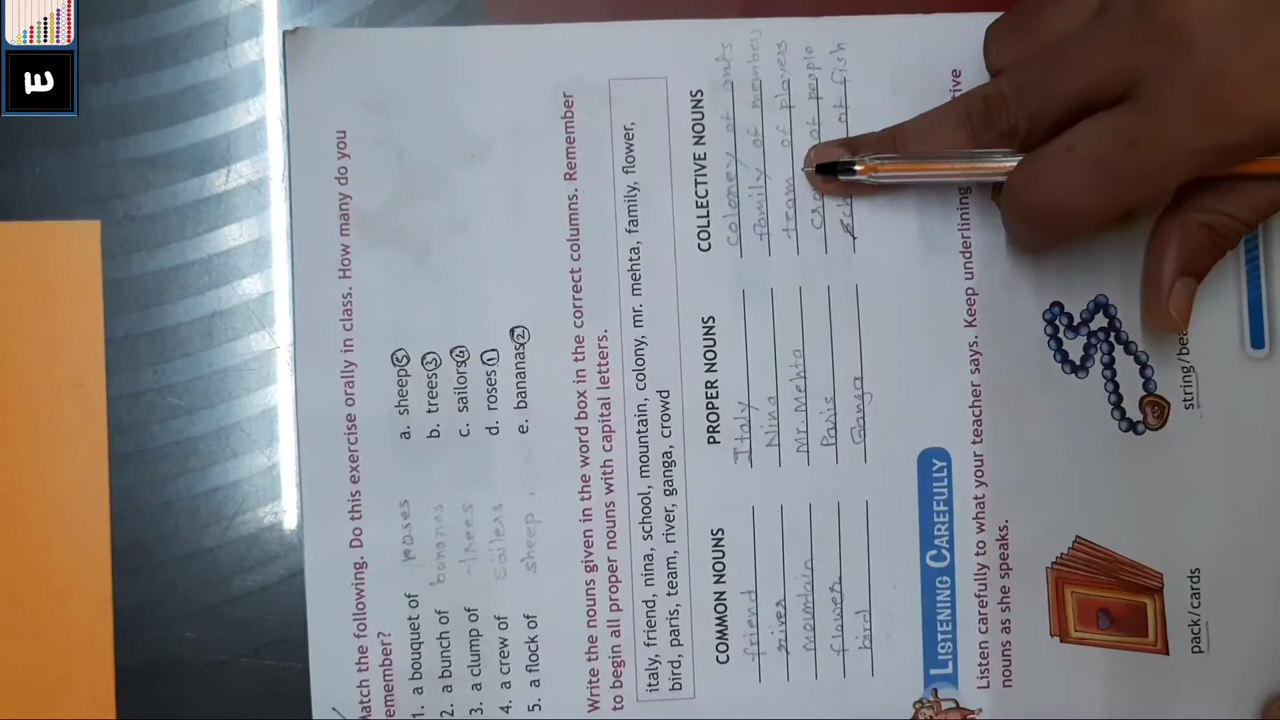 atch the following. Do this exercise orally in class. How many do you
emember?
1. a bouquet of roses a. sheep 5
2. a bunch of bananas b. trees 3
3. a clump of trees c. sailors 4
4. a crew of sailers d. roses 1
5. a flock of sheep. e. bananas 2
Write the nouns given in the word box in the correct columns. Remember
to begin all proper nouns with capital letters.
italy, friend, nina, school, mountain, colony, mr. mehta, family, flower,
bird, paris, team, river, ganga, crowd
COMMON NOUNS PROPER NOUNS COLLECTIVE NOUNS
friend Italy coloney of ants
river Nina family of members
mountain Mr. Mehta team of players
flower Paris of people
bird Ganga of fish
LISTENING CAREFULLY
Listen carefully to what your teacher says. Keep underlining tive
nouns as she speaks.
pack/cards string/bea
a